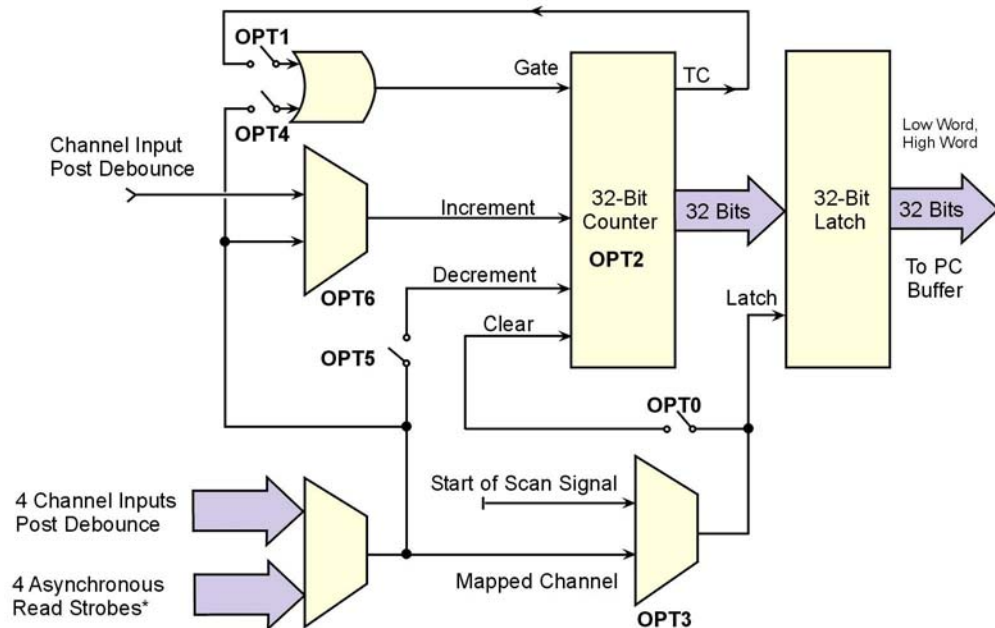 OPT1
OPT4
Gate
TC
Channel Input
Post Debounce
Increment
OPT6
32-Bit
Counter
OPT2
32 Bits
32-Bit
Latch
Low Word,
High Word
32 Bits
To PC
Buffer
Decrement
Clear
Latch
OPT5
OPT0
4 Channel Inputs
Post Debounce
Start of Scan Signal
4 Asynchronous
Read Strobes*
Mapped Channel
OPT3